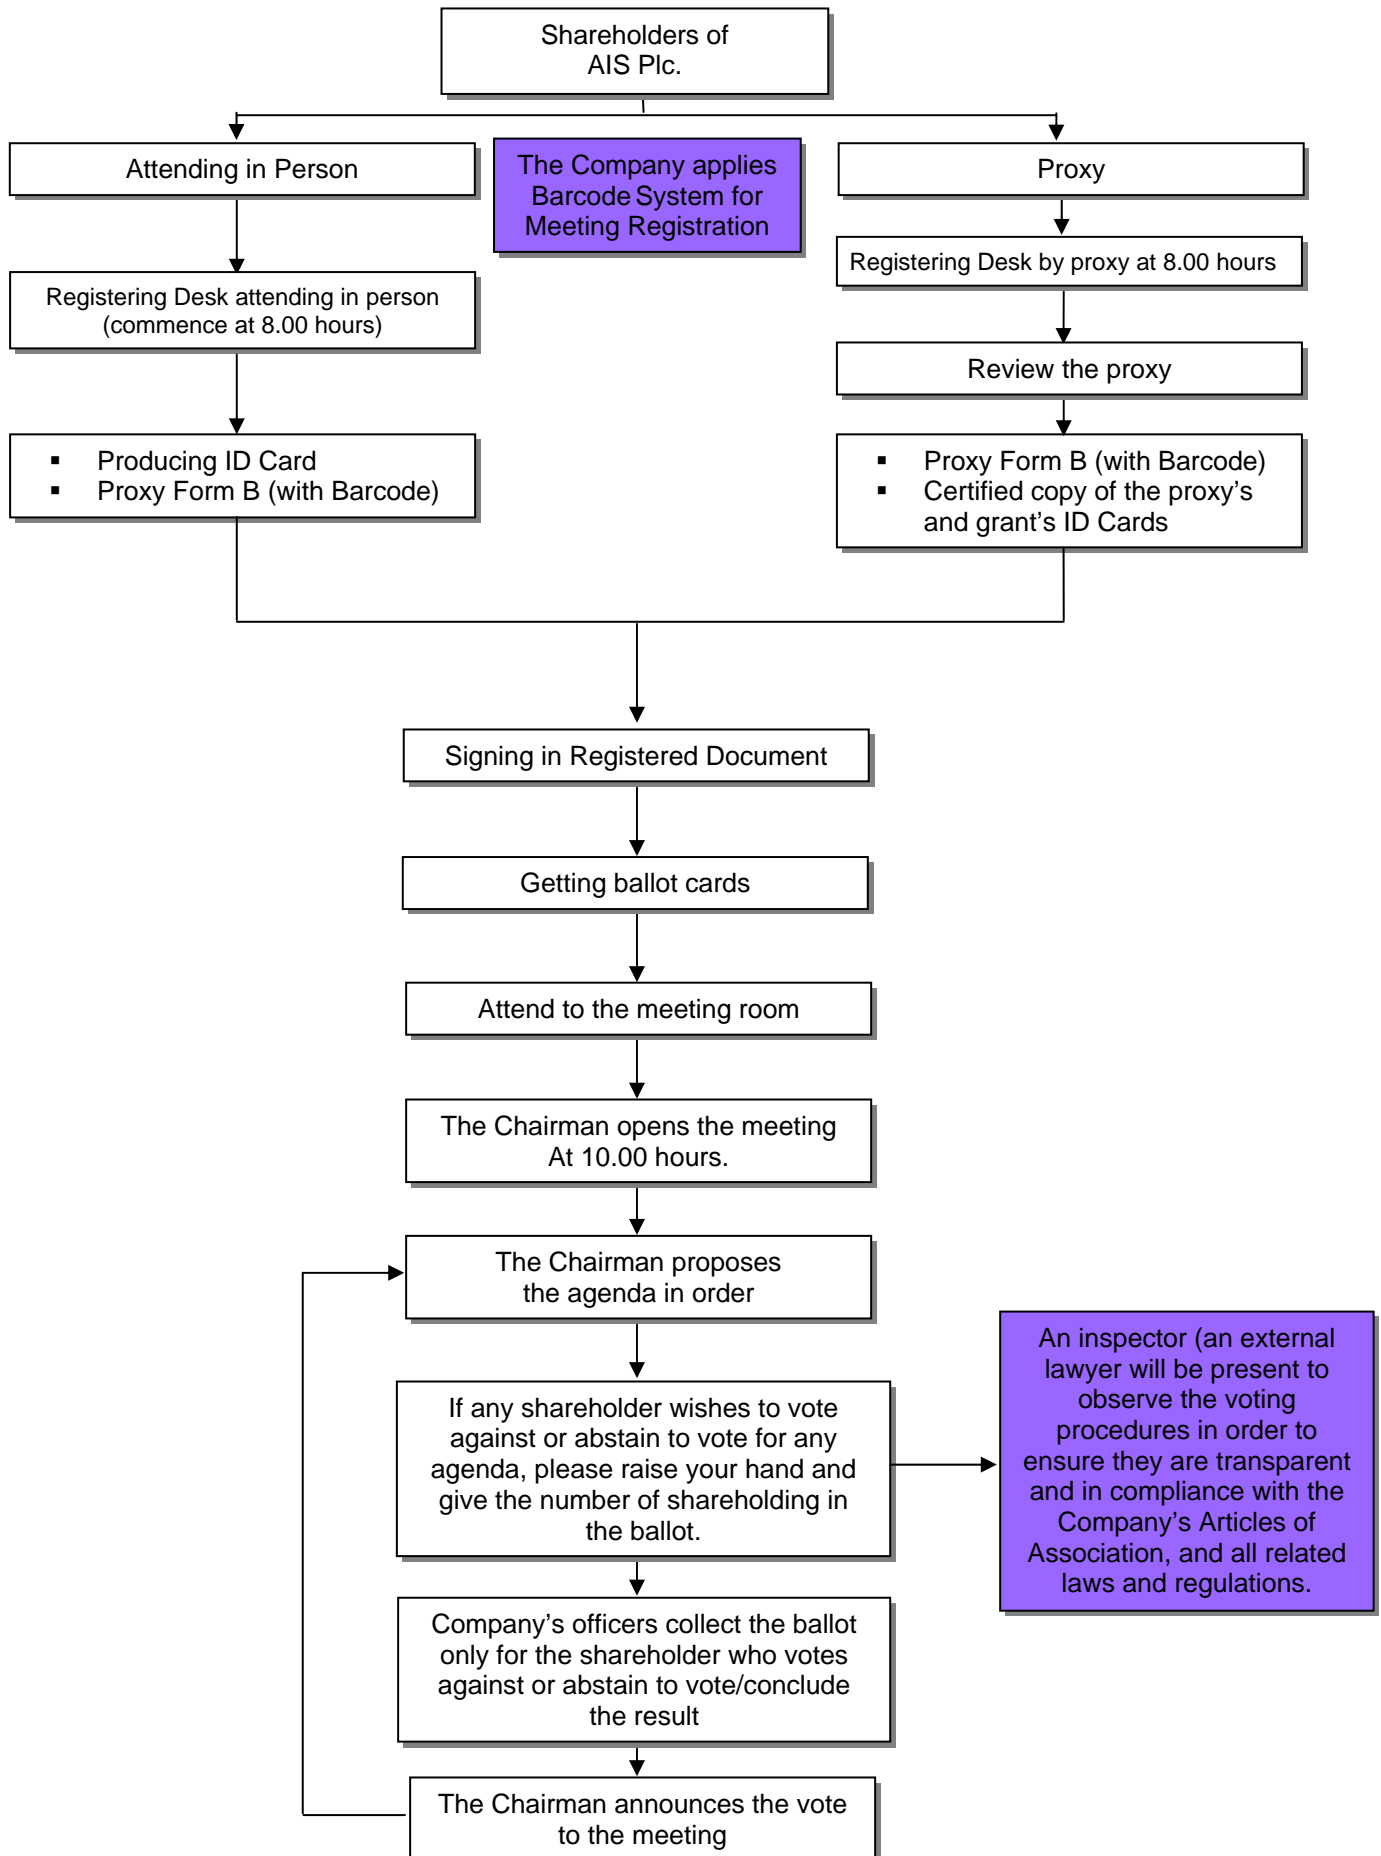 Shareholders of
AIS Plc.
Attending in Person
The Company applies
Barcode System for
Meeting Registration
Proxy
Registering Desk attending in person
(commence at 8.00 hours)
Registering Desk by proxy at 8.00 hours
Review the proxy
▪ Producing ID Card
▪ Proxy Form B (with Barcode)
▪ Proxy Form B (with Barcode)
▪ Certified copy of the proxy’s
and grant’s ID Cards
Signing in Registered Document
Getting ballot cards
Attend to the meeting room
The Chairman opens the meeting
At 10.00 hours.
The Chairman proposes
the agenda in order
If any shareholder wishes to vote
against or abstain to vote for any
agenda, please raise your hand and
give the number of shareholding in
the ballot.
An inspector (an external
lawyer will be present to
observe the voting
procedures in order to
ensure they are transparent
and in compliance with the
Company’s Articles of
Association, and all related
laws and regulations.
Company’s officers collect the ballot
only for the shareholder who votes
against or abstain to vote/conclude
the result
The Chairman announces the vote
to the meeting